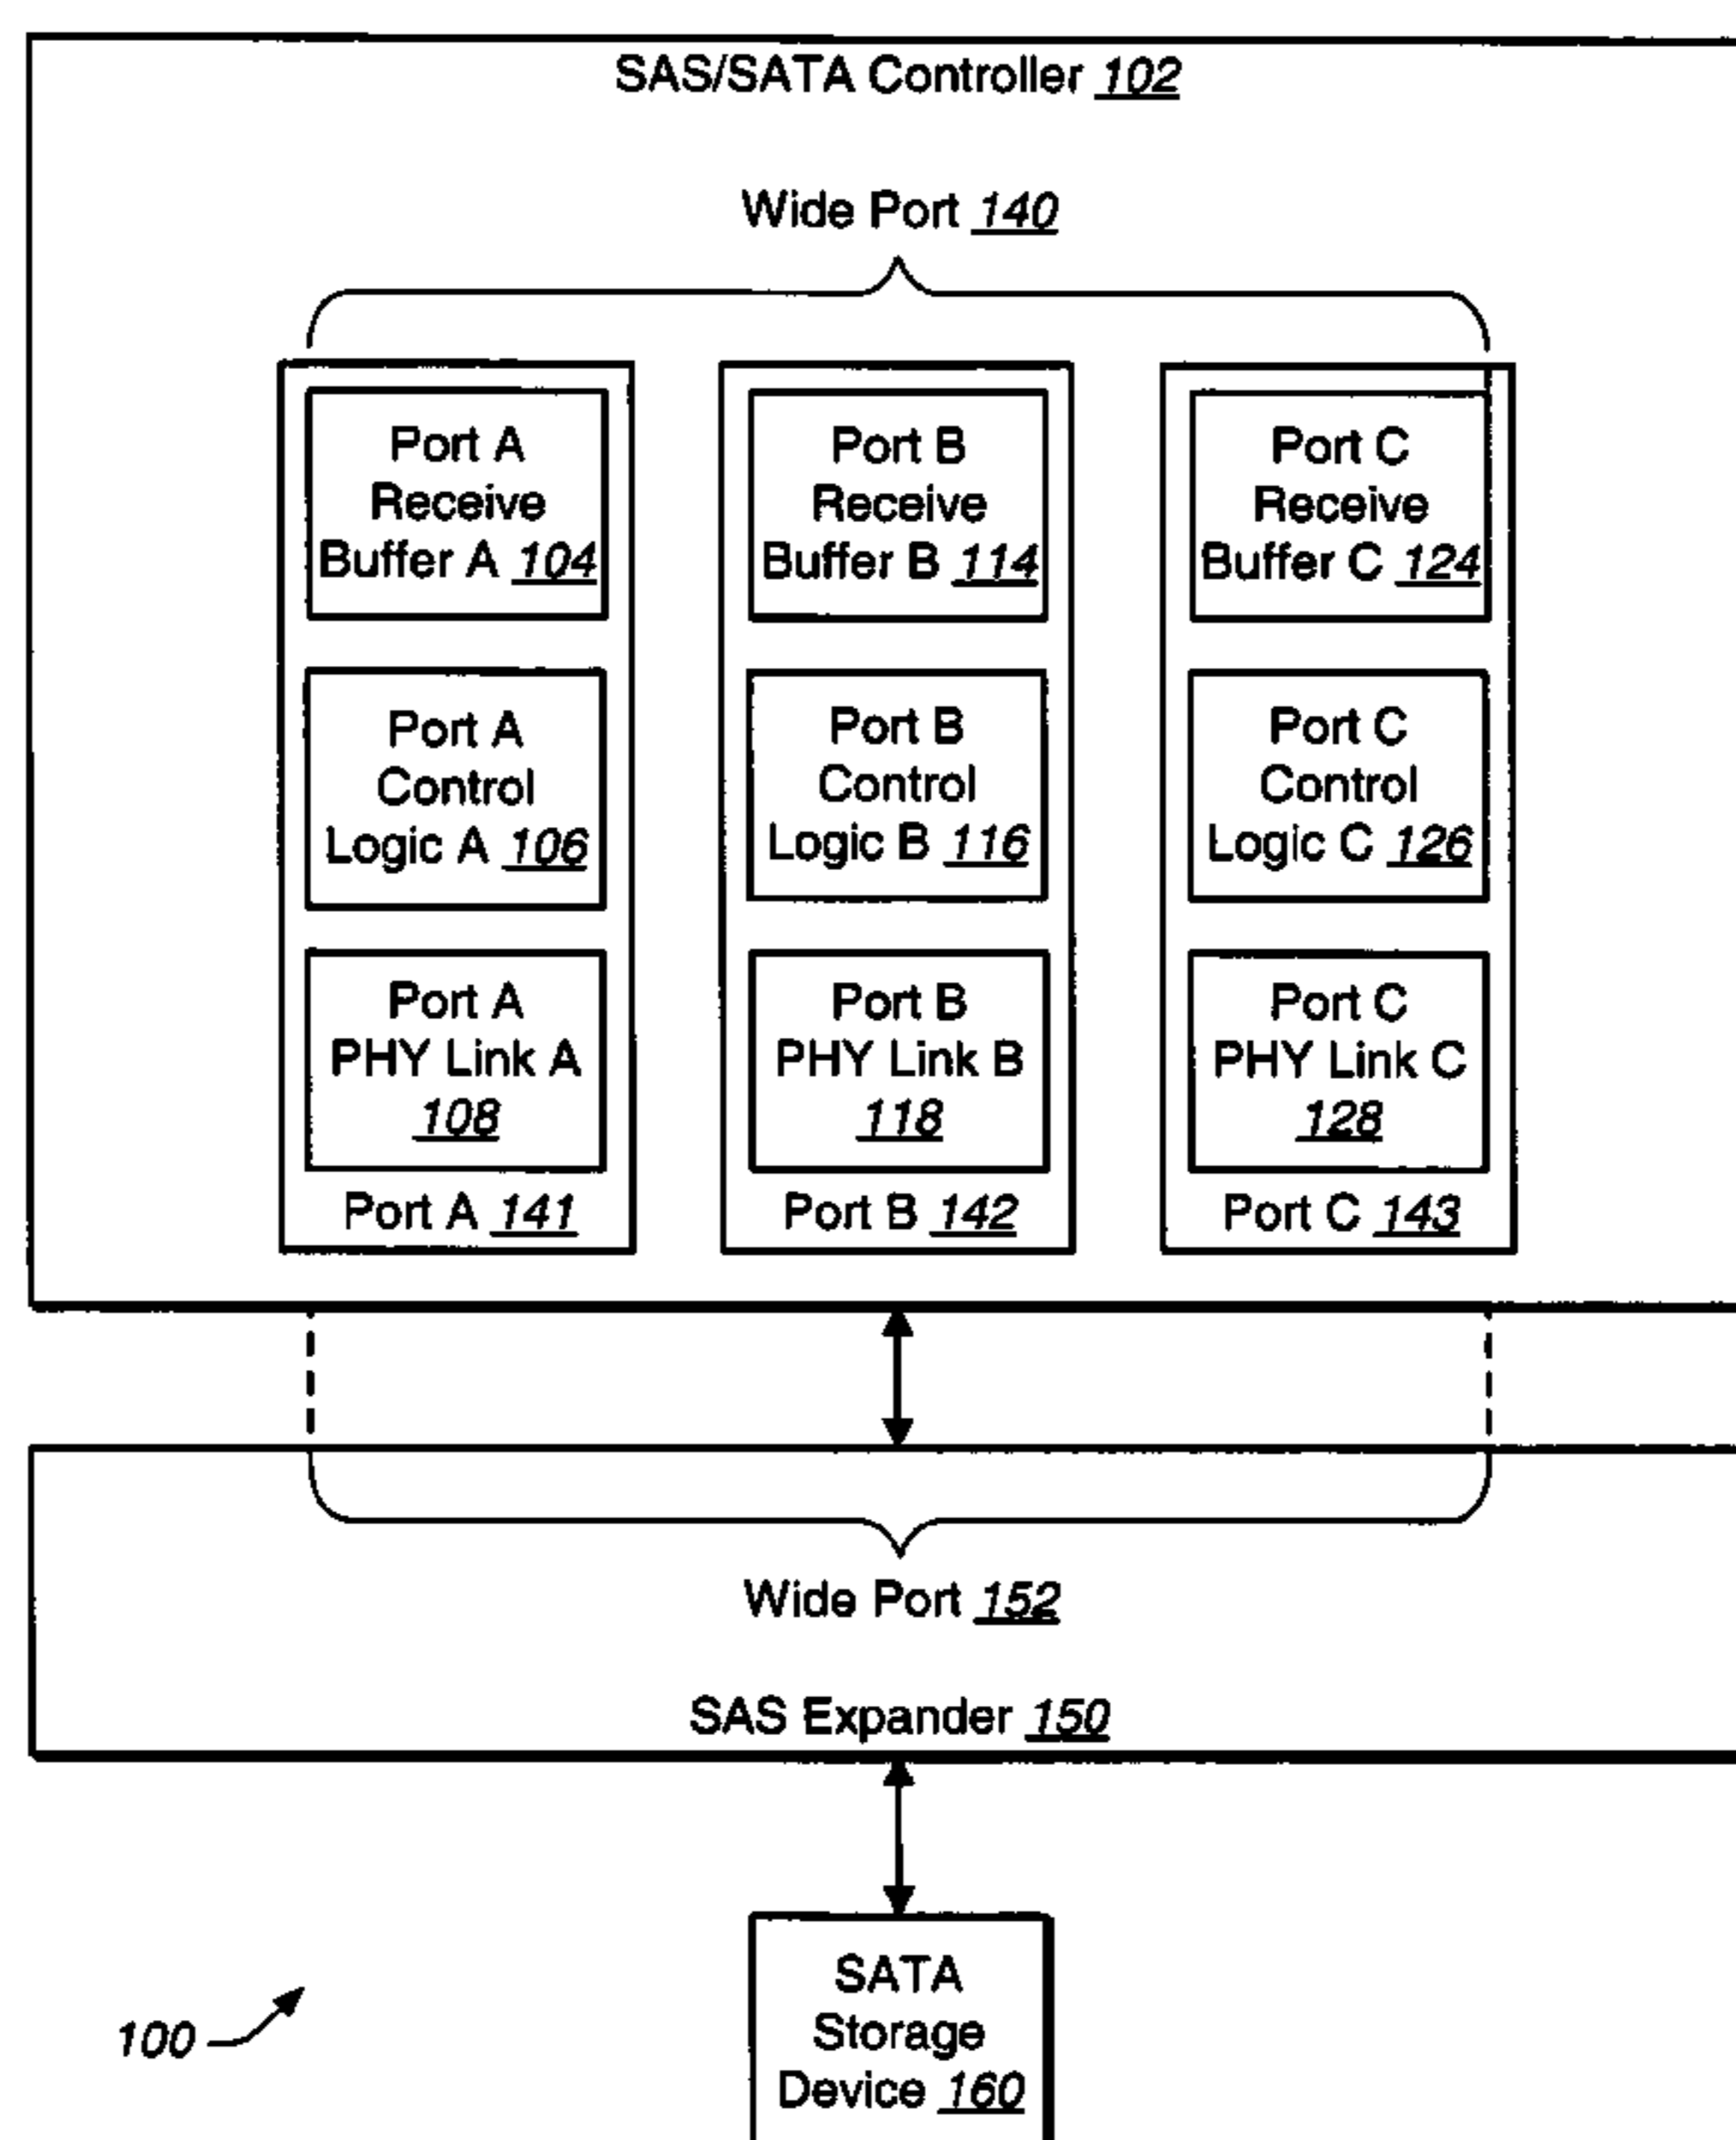 SAS/SATA Controller 102
Wide Port 140
Port A
Receive
Buffer A 104
Port B
Receive
Buffer B 114
Port C
Receive
Buffer C 124
Port A
Control
Logic A 106
Port B
Control
Logic B 116
Port C
Control
Logic C 126
Port A
PHY Link A
108
Port B
PHY Link B
118
Port C
PHY Link C
128
Port A 141
Port B 142
Port C 143
Wide Port 152
SAS Expander 150
SATA
Storage
Device 160
100